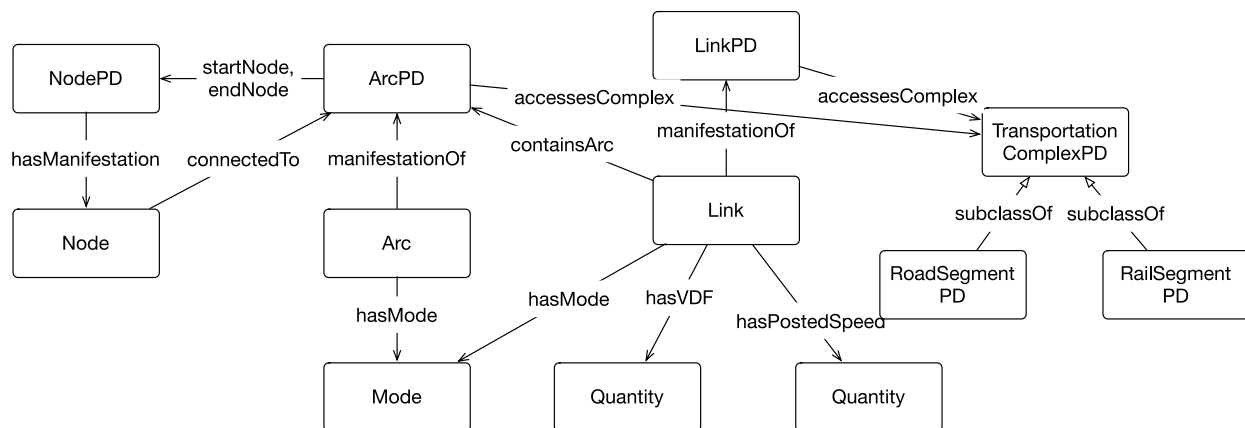 LinkPD
NodePD
startNode,
endNode
ArcPD
accessesComplex
accessesComplex
Transportation
ComplexPD
hasManifestation
connectedTo
manifestationOf
containsArc
manifestationOf
Node
Arc
Link
subclassOf
subclassOf
RoadSegment
PD
RailSegment
PD
hasMode
hasMode
hasVDF
hasPostedSpeed
Mode
Quantity
Quantity